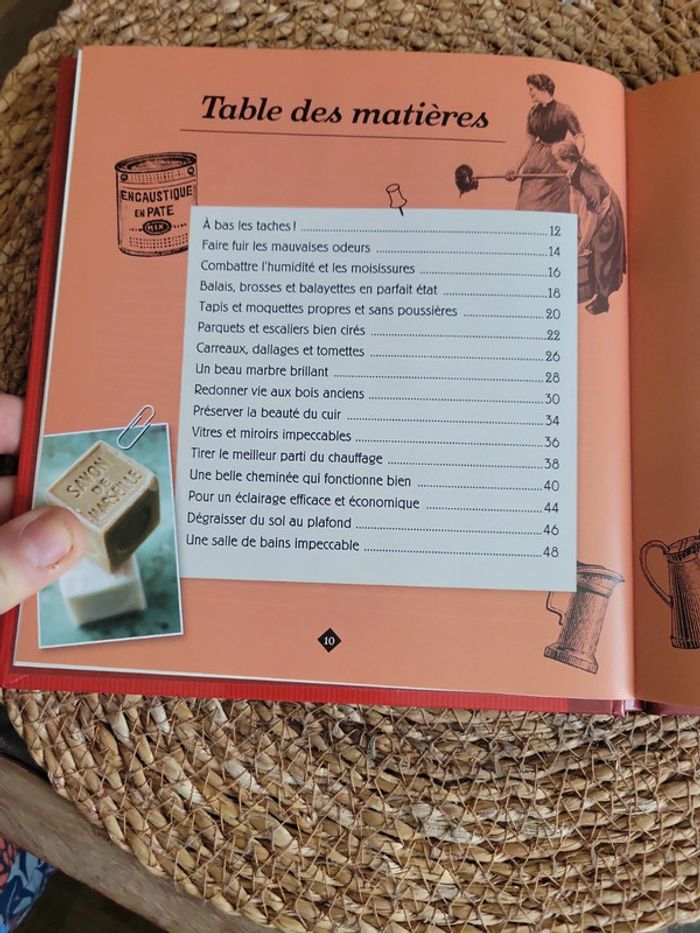 Table des matières
ENCAUSTIQUE
EN PATE
À bas les taches ! 12
Faire fuir les mauvaises odeurs 14
Combattre l'humidité et les moisissures 16
Balais, brosses et balayettes en parfait état 18
Tapis et moquettes propres et sans poussières 20
Parquets et escaliers bien cirés 22
Carreaux, dallages et tomettes 26
Un beau marbre brillant 28
Redonner vie aux bois anciens 30
Préserver la beauté du cuir 34
Vitres et miroirs impeccables 36
Tirer le meilleur parti du chauffage 38
Une belle cheminée qui fonctionne bien 40
Pour un éclairage efficace et économique 44
Dégraisser du sol au plafond 46
Une salle de bains impeccable 48
SAVON
DE
MARSEILLE
10